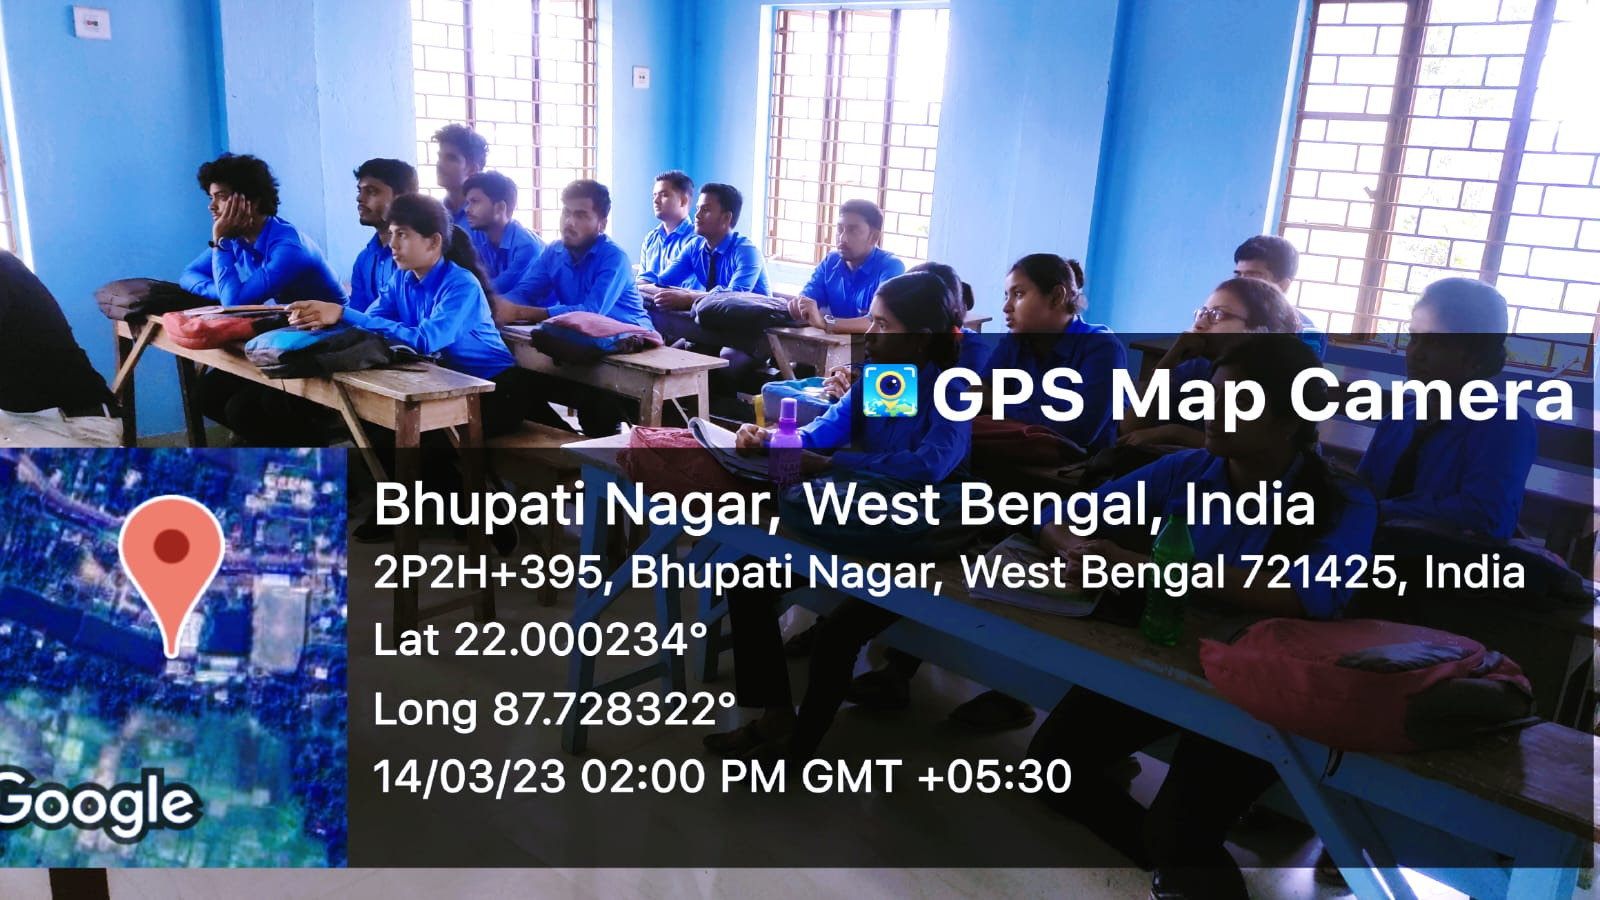 GPS Map Camera
Bhupati Nagar, West Bengal, India
2P2H+395, Bhupati Nagar, West Bengal 721425, India
Lat 22.000234°
Long 87.728322°
14/03/23 02:00 PM GMT +05:30
Google